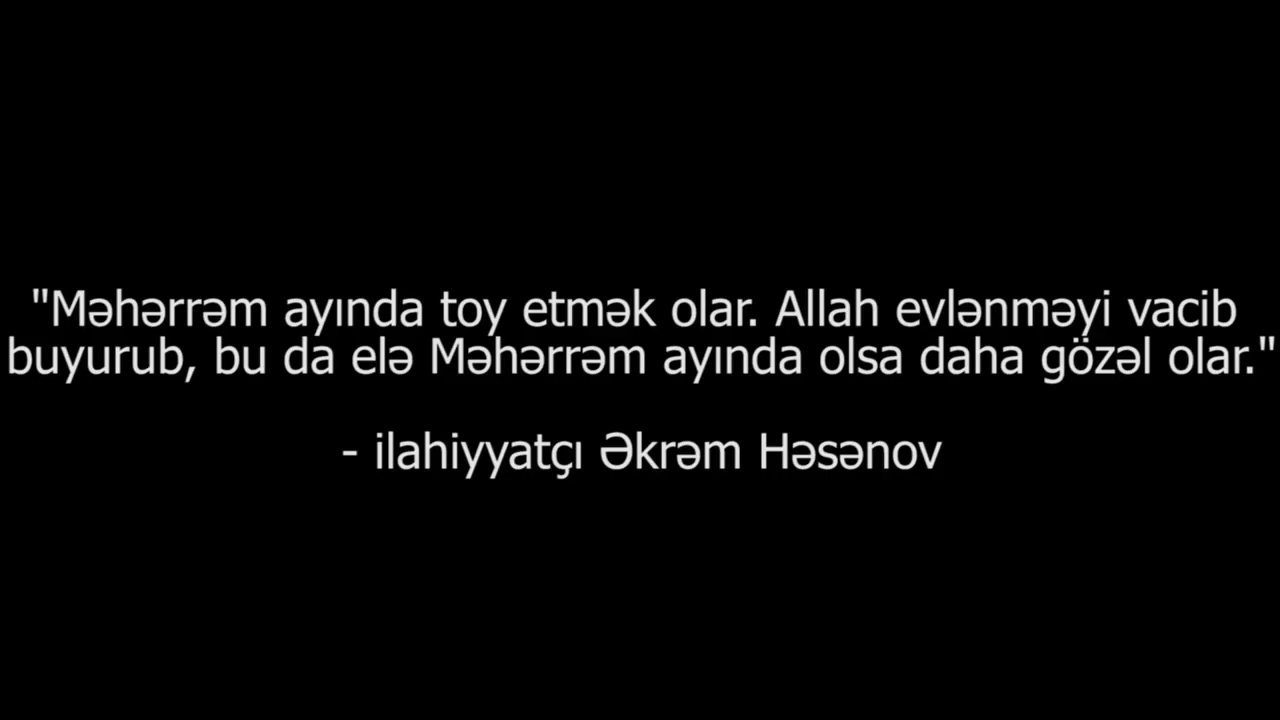 "Məhərrəm ayında toy etmək olar. Allah evlənməyi vacib
buyurub, bu da elə Məhərrəm ayında olsa daha gözəl olar."
- ilahiyyatçı Əkrəm Həsənov